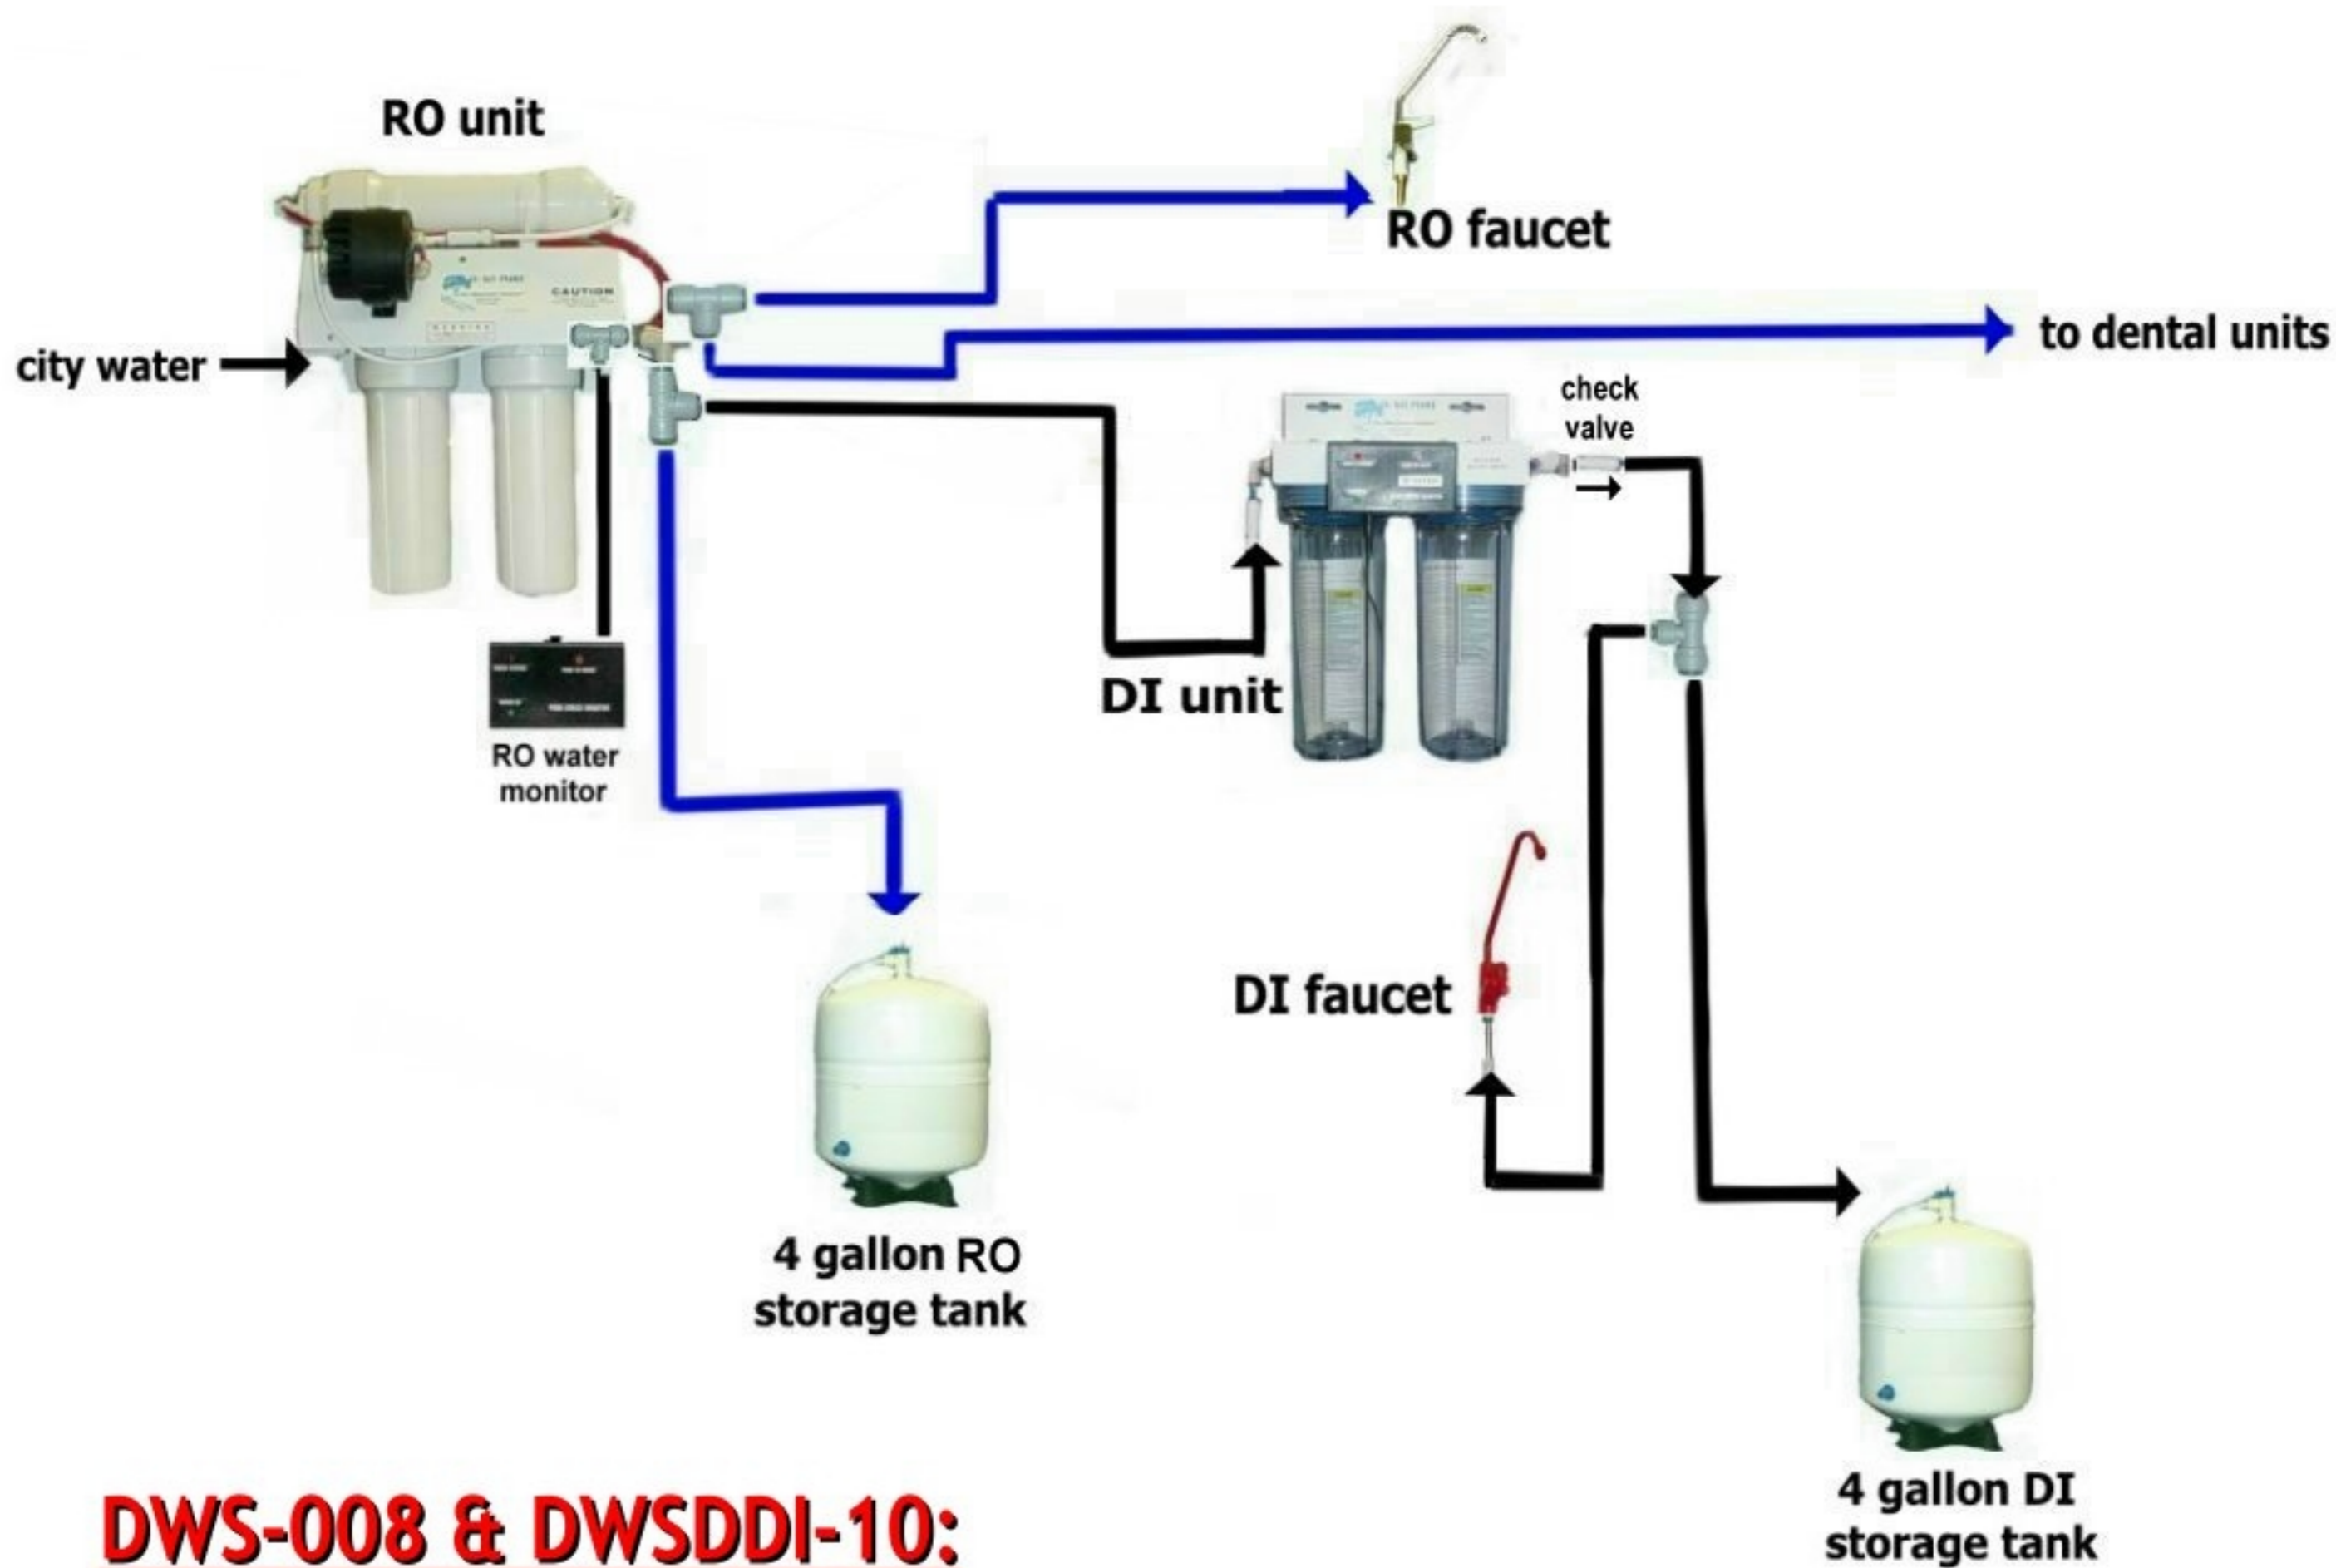 RO unit
RO faucet
CAUTION
city water
to dental units
check
valve
DI unit
RO water
monitor
DI faucet
4 gallon RO
storage tank
4 gallon DI
storage tank
DWS-008 & DWSDDI-10: